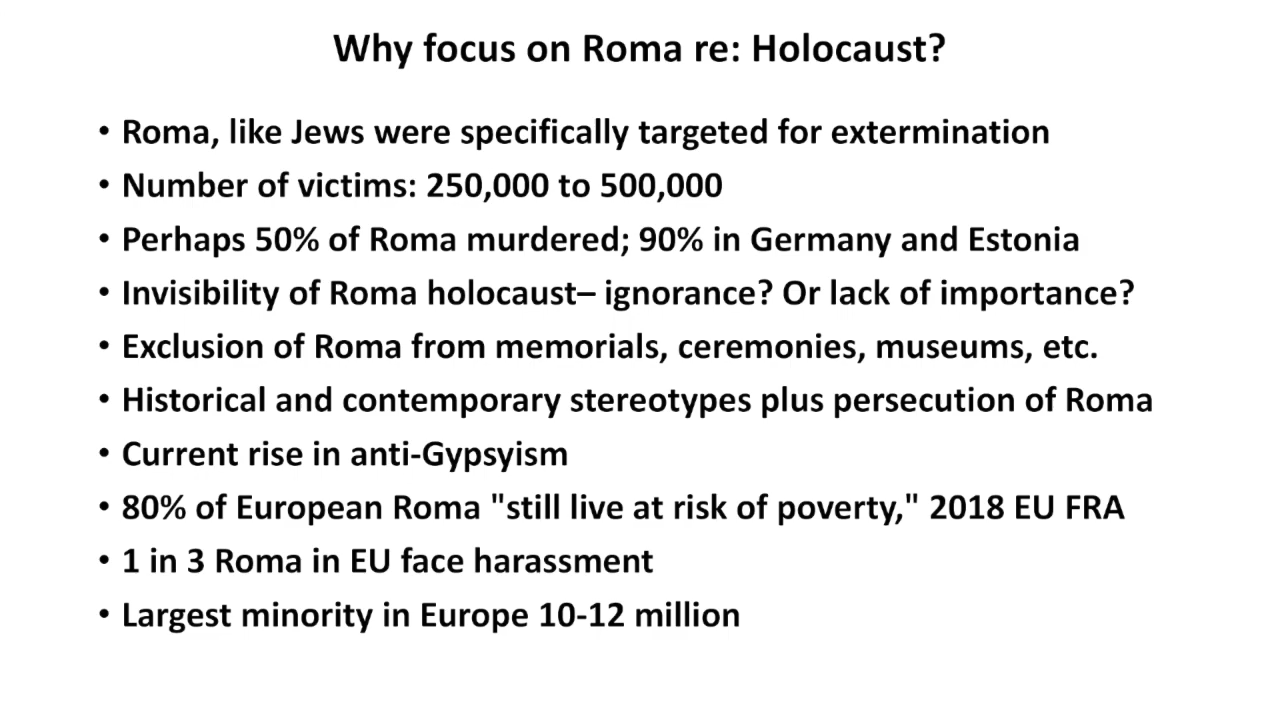 Why focus on Roma re: Holocaust?
• Roma, like Jews were specifically targeted for extermination
• Number of victims: 250,000 to 500,000
• Perhaps 50% of Roma murdered; 90% in Germany and Estonia
• Invisibility of Roma holocaust– ignorance? Or lack of importance?
• Exclusion of Roma from memorials, ceremonies, museums, etc.
• Historical and contemporary stereotypes plus persecution of Roma
• Current rise in anti-Gypsyism
• 80% of European Roma "still live at risk of poverty," 2018 EU FRA
• 1 in 3 Roma in EU face harassment
• Largest minority in Europe 10-12 million